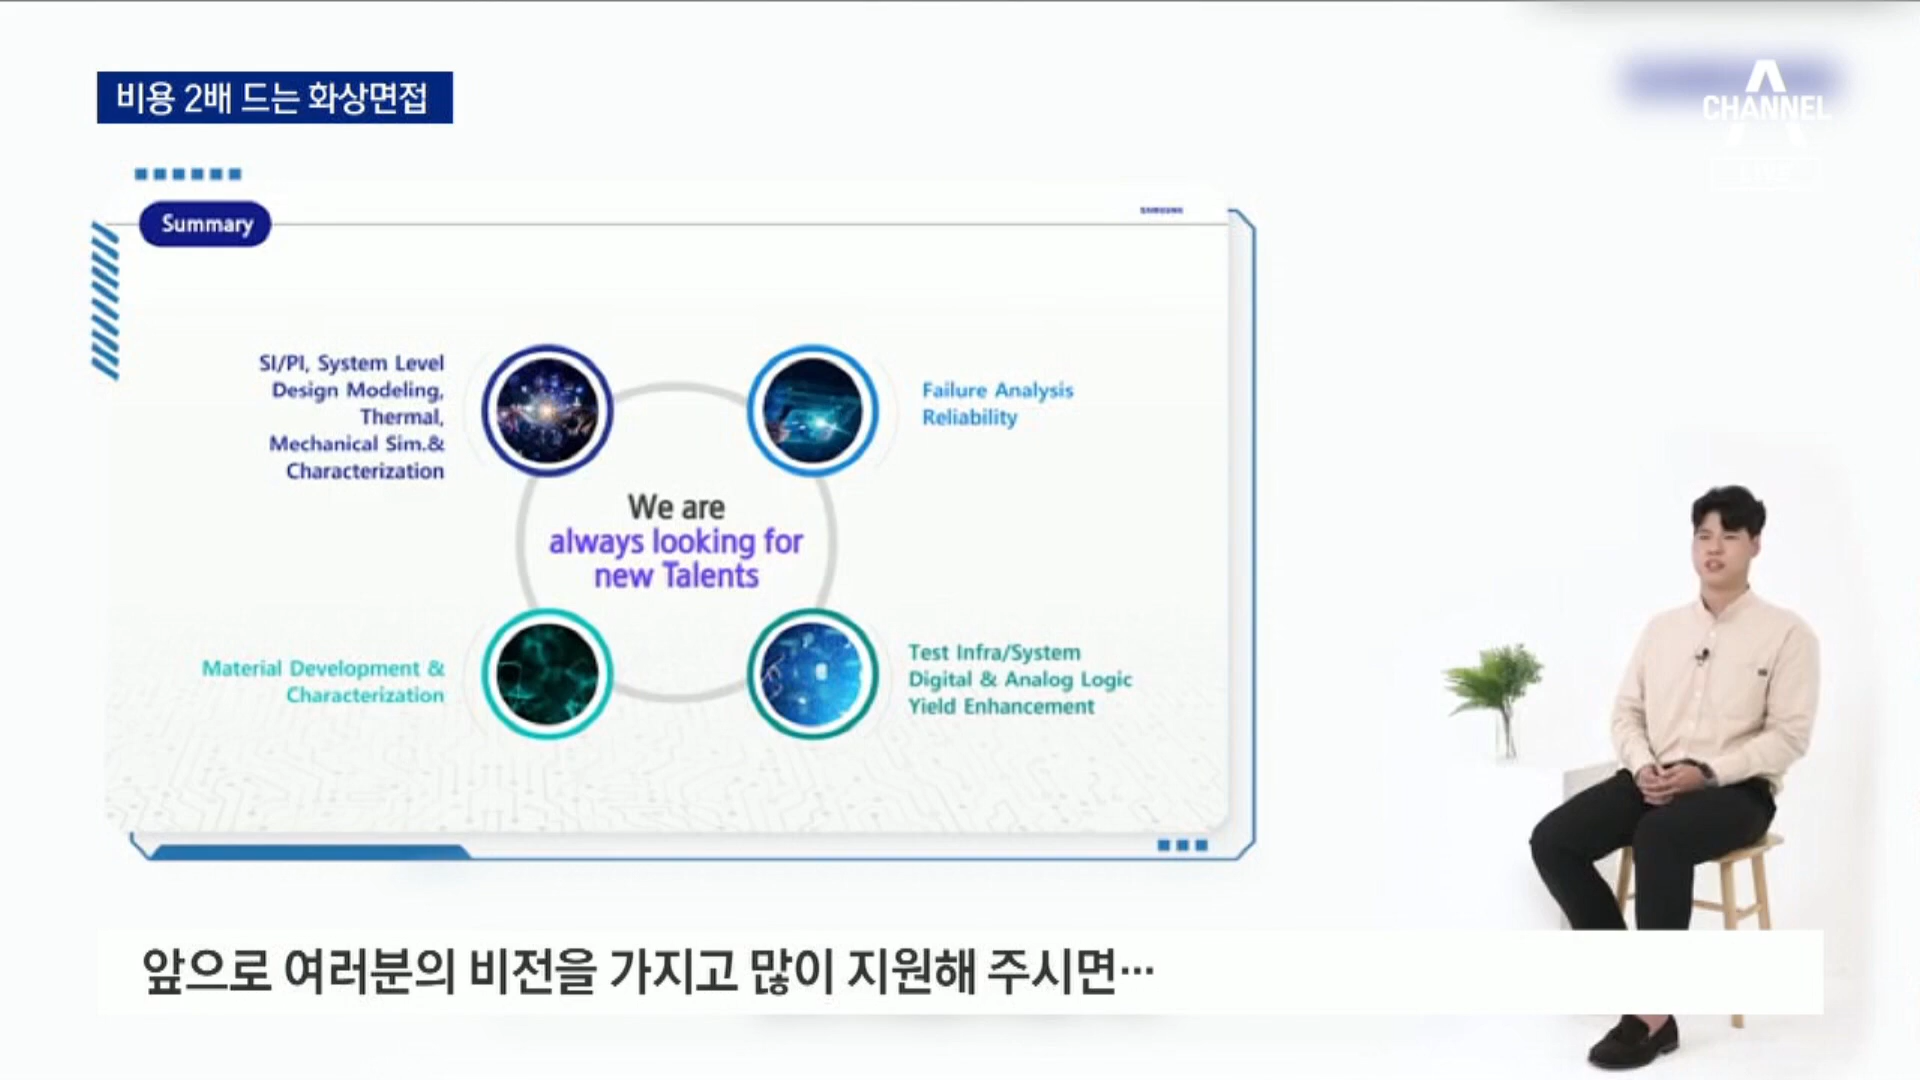 비용 2배 드는 화상면접
CHANNEL
LIVE
SAMSUNG
Summary
SI/PI, System Level
Design Modeling,
Thermal,
Mechanical Sim.&
Characterization
Failure Analysis
Reliability
We are
always looking for
new Talents
Material Development &
Characterization
Test Infra/System
Digital & Analog Logic
Yield Enhancement
앞으로 여러분의 비전을 가지고 많이 지원해 주시면…